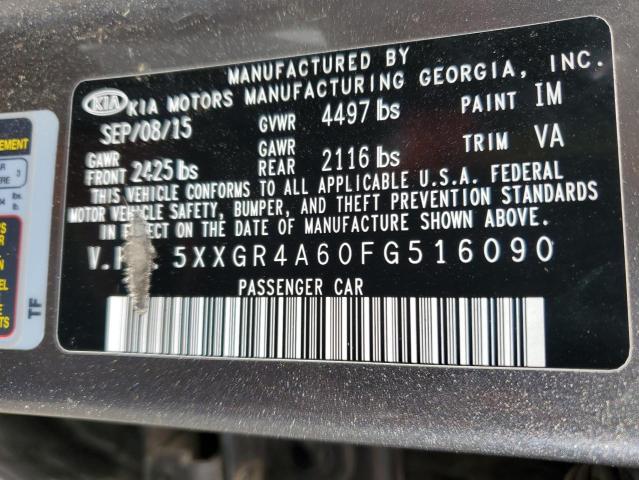 MANUFACTURED BY
KIA KIA MOTORS MANUFACTURING GEORGIA, INC.
SEP/08/15 GVWR 4497 lbs PAINT IM
GAWR FRONT 2425 lbs GAWR REAR 2116 lbs TRIM VA
THIS VEHICLE CONFORMS TO ALL APPLICABLE U.S.A. FEDERAL
MOTOR VEHICLE SAFETY, BUMPER, AND THEFT PREVENTION STANDARDS
IN EFFECT ON THE DATE OF MANUFACTURE SHOWN ABOVE.
5XXGR4A60FG516090
PASSENGER CAR
TF